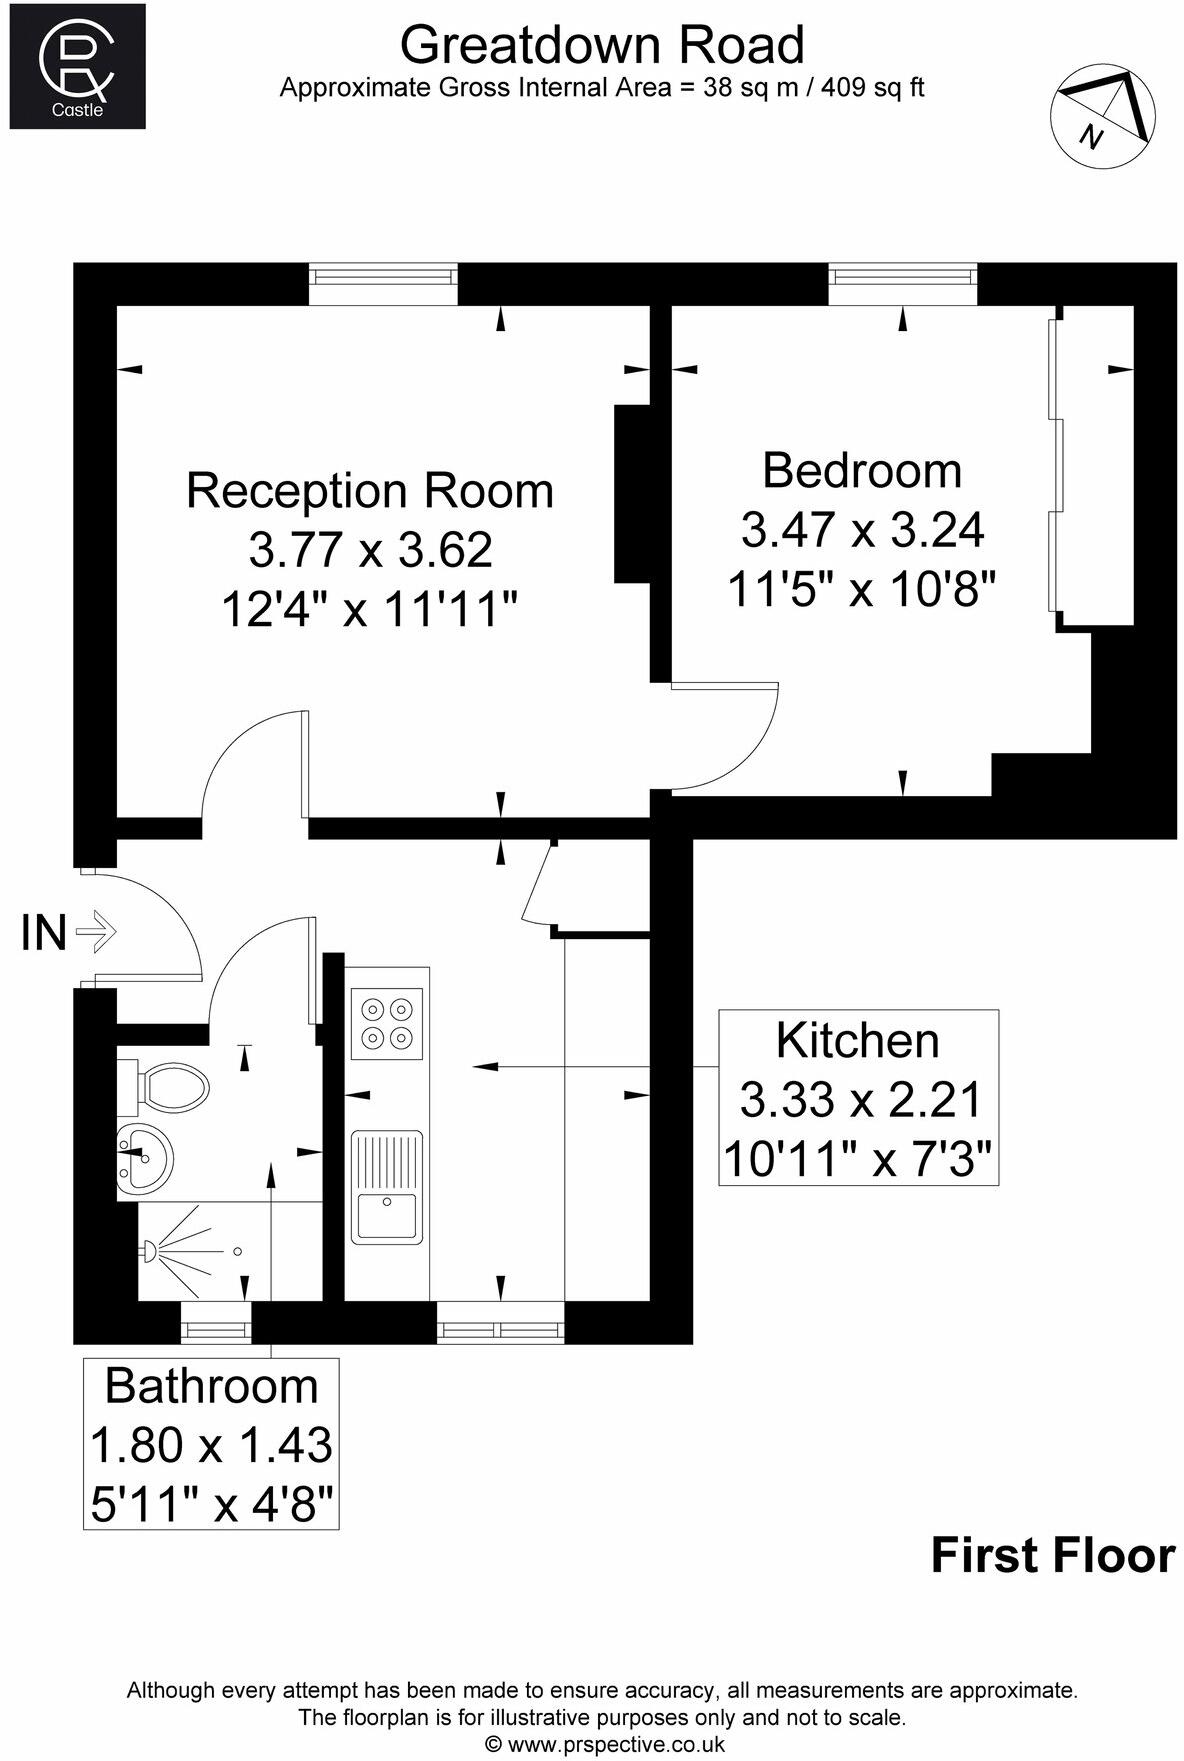 Castle
Greatdown Road
Approximate Gross Internal Area = 38 sq m / 409 sq ft
N
Reception Room
3.77 x 3.62
12'4" x 11'11"
Bedroom
3.47 x 3.24
11'5" x 10'8"
IN
Kitchen
3.33 x 2.21
10'11" x 7'3"
Bathroom
1.80 x 1.43
5'11" x 4'8"
First Floor
Although every attempt has been made to ensure accuracy, all measurements are approximate.
The floorplan is for illustrative purposes only and not to scale.
© www.prspective.co.uk